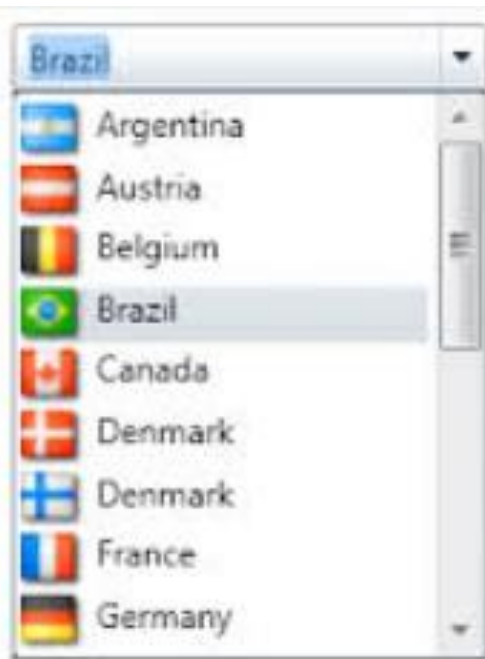 Brazil
Argentina
Austria
Belgium
Brazil
Canada
Denmark
Denmark
France
Germany